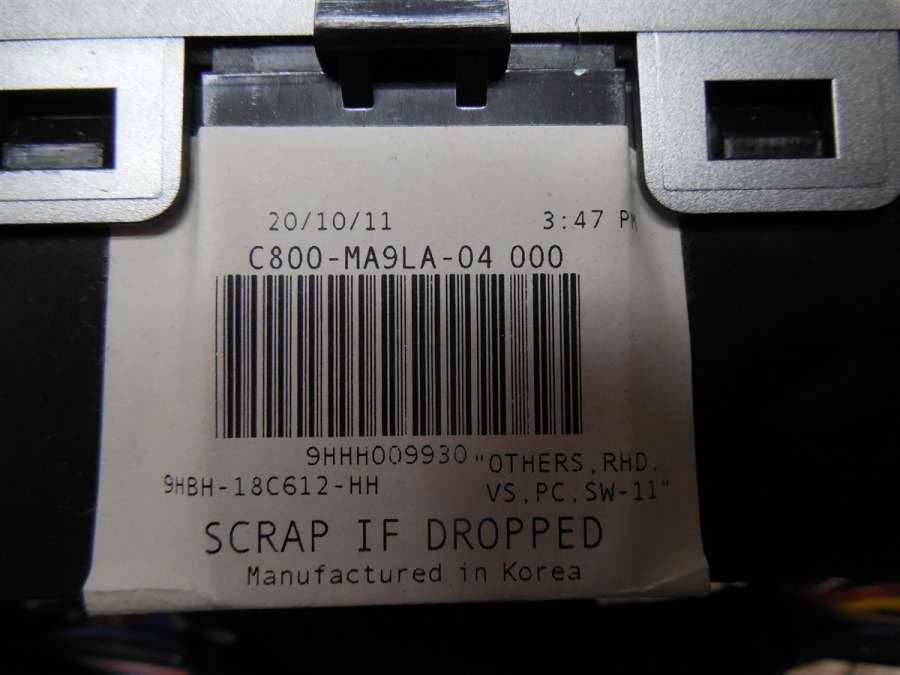 20/10/11 3:47 PM
C800-MA9LA-04 000
9HHH009930 "OTHERS,RHD,
9HBH-18C612-HH VS,PC,SW-11"
SCRAP IF DROPPED
Manufactured in Korea